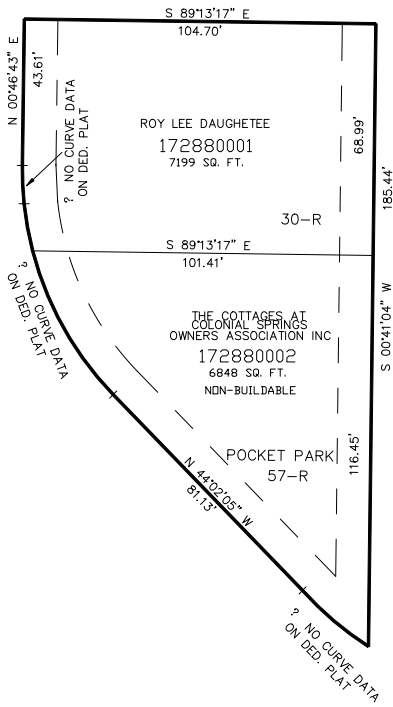 S 89°13'17" E
104.70'
N 00°46'43" E
43.61'
? NO CURVE DATA
ON DED. PLAT
ROY LEE DAUGHETEE
172880001
7199 SQ. FT.
68.99'
185.44'
30-R
S 89°13'17" E
101.41'
? NO CURVE DATA
ON DED. PLAT
THE COTTAGES AT
COLONIAL SPRINGS
OWNERS ASSOCIATION INC
172880002
6848 SQ. FT.
NON-BUILDABLE
S 00°41'04" W
116.45'
POCKET PARK
57-R
N 44°02'05" W
81.13'
? NO CURVE DATA
ON DED. PLAT